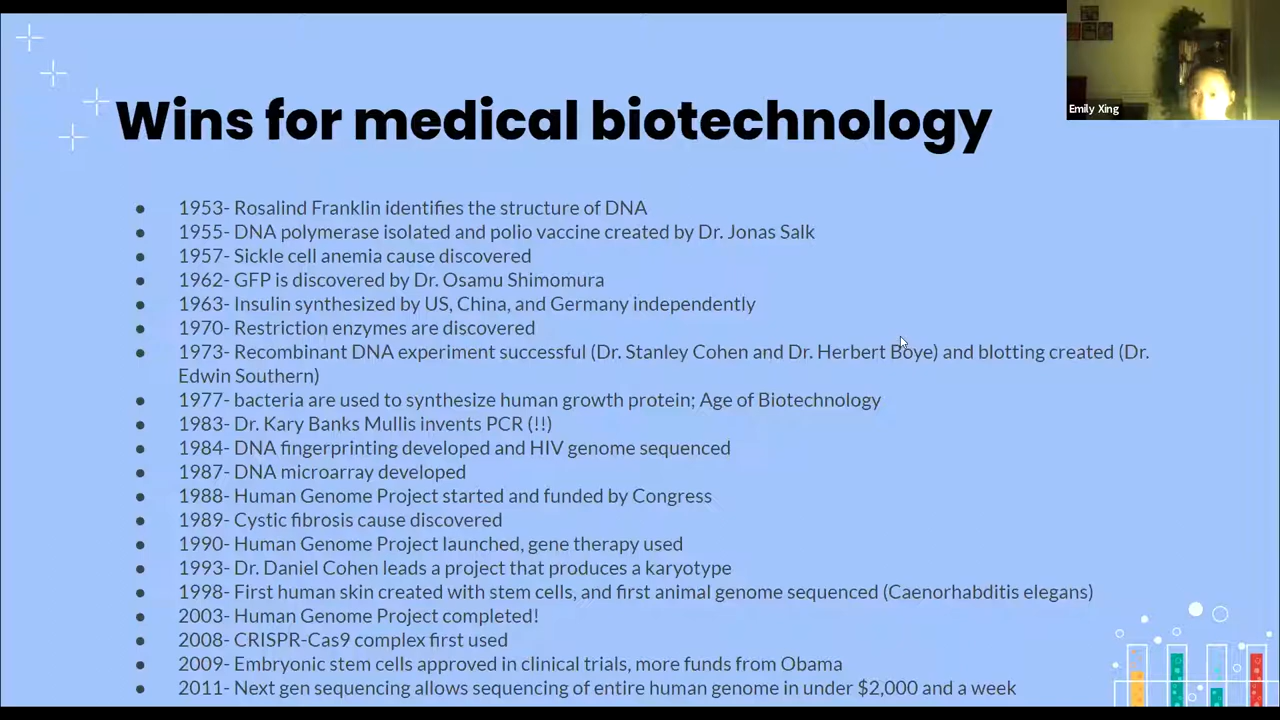 Emily Xing
Wins for medical biotechnology
● 1953- Rosalind Franklin identifies the structure of DNA
● 1955- DNA polymerase isolated and polio vaccine created by Dr. Jonas Salk
● 1957- Sickle cell anemia cause discovered
● 1962- GFP is discovered by Dr. Osamu Shimomura
● 1963- Insulin synthesized by US, China, and Germany independently
● 1970- Restriction enzymes are discovered
● 1973- Recombinant DNA experiment successful (Dr. Stanley Cohen and Dr. Herbert Boye) and blotting created (Dr.
Edwin Southern)
● 1977- bacteria are used to synthesize human growth protein; Age of Biotechnology
● 1983- Dr. Kary Banks Mullis invents PCR (!!)
● 1984- DNA fingerprinting developed and HIV genome sequenced
● 1987- DNA microarray developed
● 1988- Human Genome Project started and funded by Congress
● 1989- Cystic fibrosis cause discovered
● 1990- Human Genome Project launched, gene therapy used
● 1993- Dr. Daniel Cohen leads a project that produces a karyotype
● 1998- First human skin created with stem cells, and first animal genome sequenced (Caenorhabditis elegans)
● 2003- Human Genome Project completed!
● 2008- CRISPR-Cas9 complex first used
● 2009- Embryonic stem cells approved in clinical trials, more funds from Obama
● 2011- Next gen sequencing allows sequencing of entire human genome in under $2,000 and a week